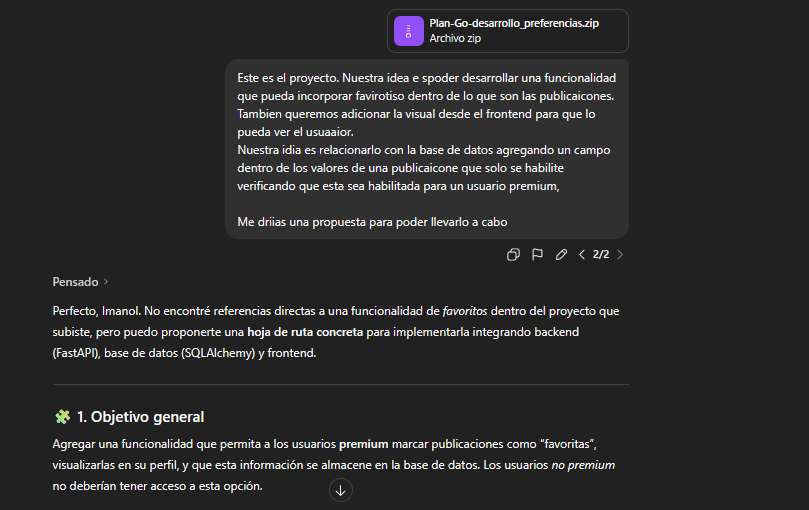 Plan-Go-desarrollo_preferencias.zip
Archivo zip
Este es el proyecto. Nuestra idea e spoder desarrollar una funcionalidad
que pueda incorporar favirotiso dentro de lo que son las publicaicones.
Tambien queremos adicionar la visual desde el frontend para que lo
pueda ver el usuaaior.
Nuestra idia es relacionarlo con la base de datos agregando un campo
dentro de los valores de una publicaicone que solo se habilite
verificando que esta sea habilitada para un usuario premium,
Me driias una propuesta para poder llevarlo a cabo
2/2
Pensado
Perfecto, Imanol. No encontré referencias directas a una funcionalidad de favoritos dentro del proyecto que
subiste, pero puedo proponerte una hoja de ruta concreta para implementarla integrando backend
(FastAPI), base de datos (SQLAlchemy) y frontend.
1. Objetivo general
Agregar una funcionalidad que permita a los usuarios premium marcar publicaciones como “favoritas”,
visualizarlas en su perfil, y que esta información se almacene en la base de datos. Los usuarios no premium
no deberían tener acceso a esta opción.